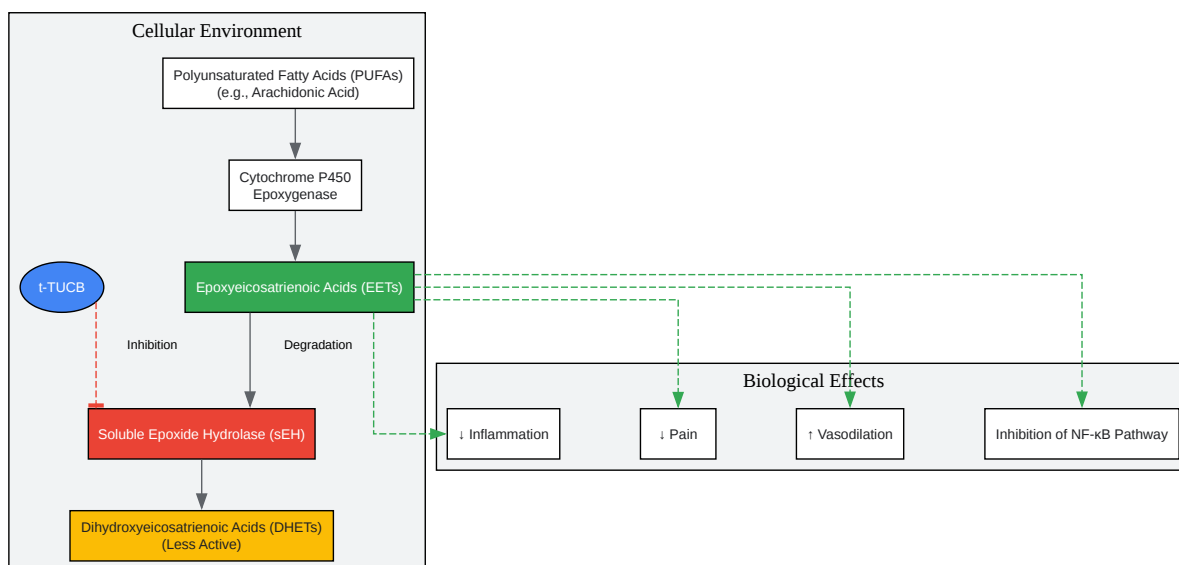 Cellular Environment
Polyunsaturated Fatty Acids (PUFAs)
(e.g., Arachidonic Acid)
Cytochrome P450
Epoxygenase
t-TUCB
Epoxyeicosatrienoic Acids (EETs)
Inhibition
Degradation
Biological Effects
Soluble Epoxide Hydrolase (sEH)
↓ Inflammation
↓ Pain
↑ Vasodilation
Inhibition of NF-κB Pathway
Dihydroxyeicosatrienoic Acids (DHETs)
(Less Active)